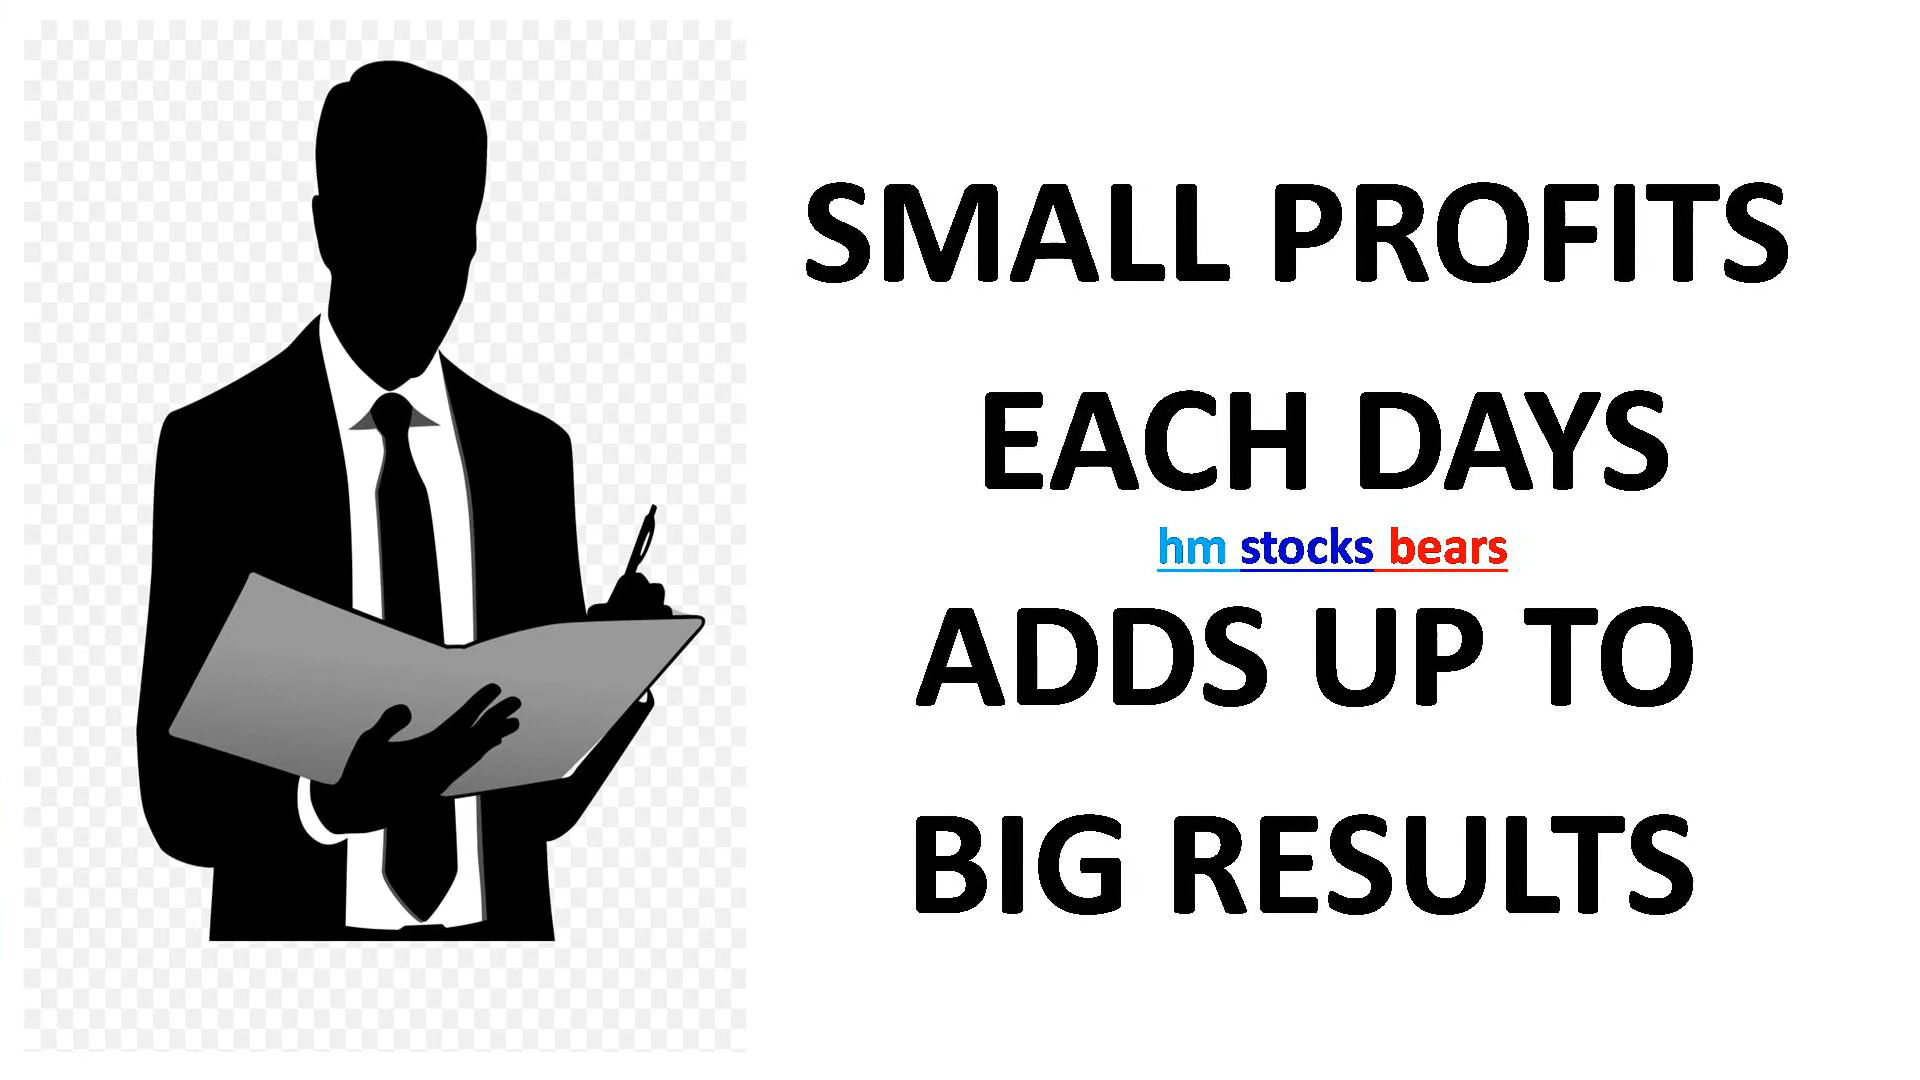 SMALL PROFITS
EACH DAYS
hm stocks bears
ADDS UP TO
BIG RESULTS